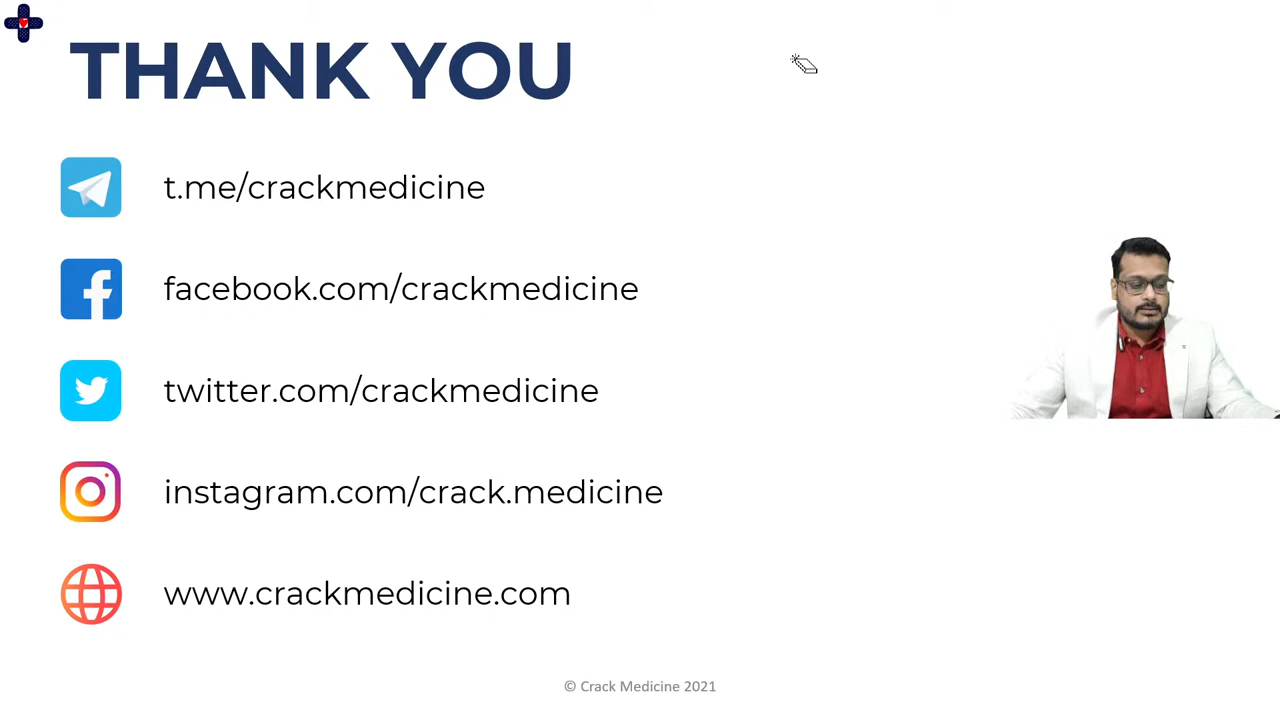 THANK YOU
t.me/crackmedicine
facebook.com/crackmedicine
twitter.com/crackmedicine
instagram.com/crack.medicine
www.crackmedicine.com
© Crack Medicine 2021